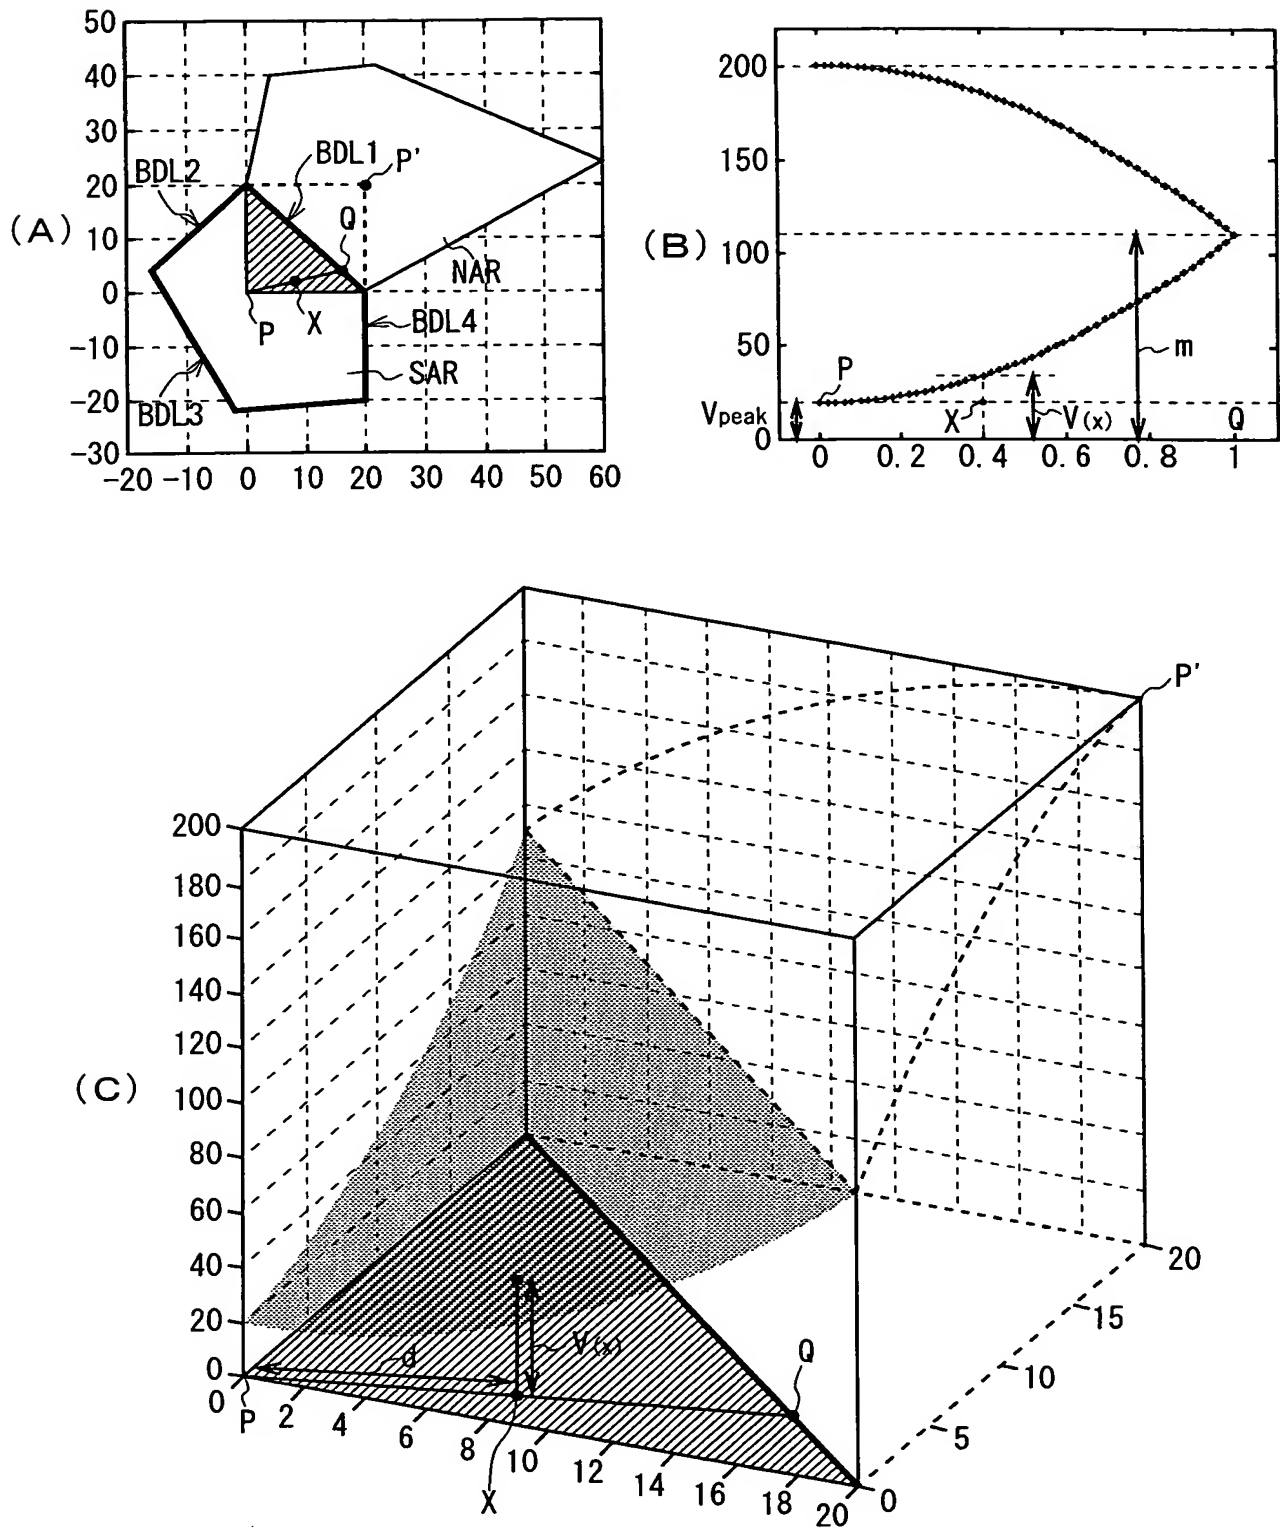 (A)
50
40
30
20
10
0
-10
-20
-30
-20 -10 0 10 20 30 40 50 60
BDL2
BDL1
P'
Q
NAR
P
X
BDL4
SAR
BDL3
(B)
200
150
100
50
0
Vpeak
P
X
V(x)
m
Q
0 0.2 0.4 0.6 0.8 1
(C)
P'
200
180
160
140
120
100
80
60
40
20
0
d
V(x)
Q
0
P
2
4
6
8
10
12
14
16
18
20
X
0
5
10
15
20